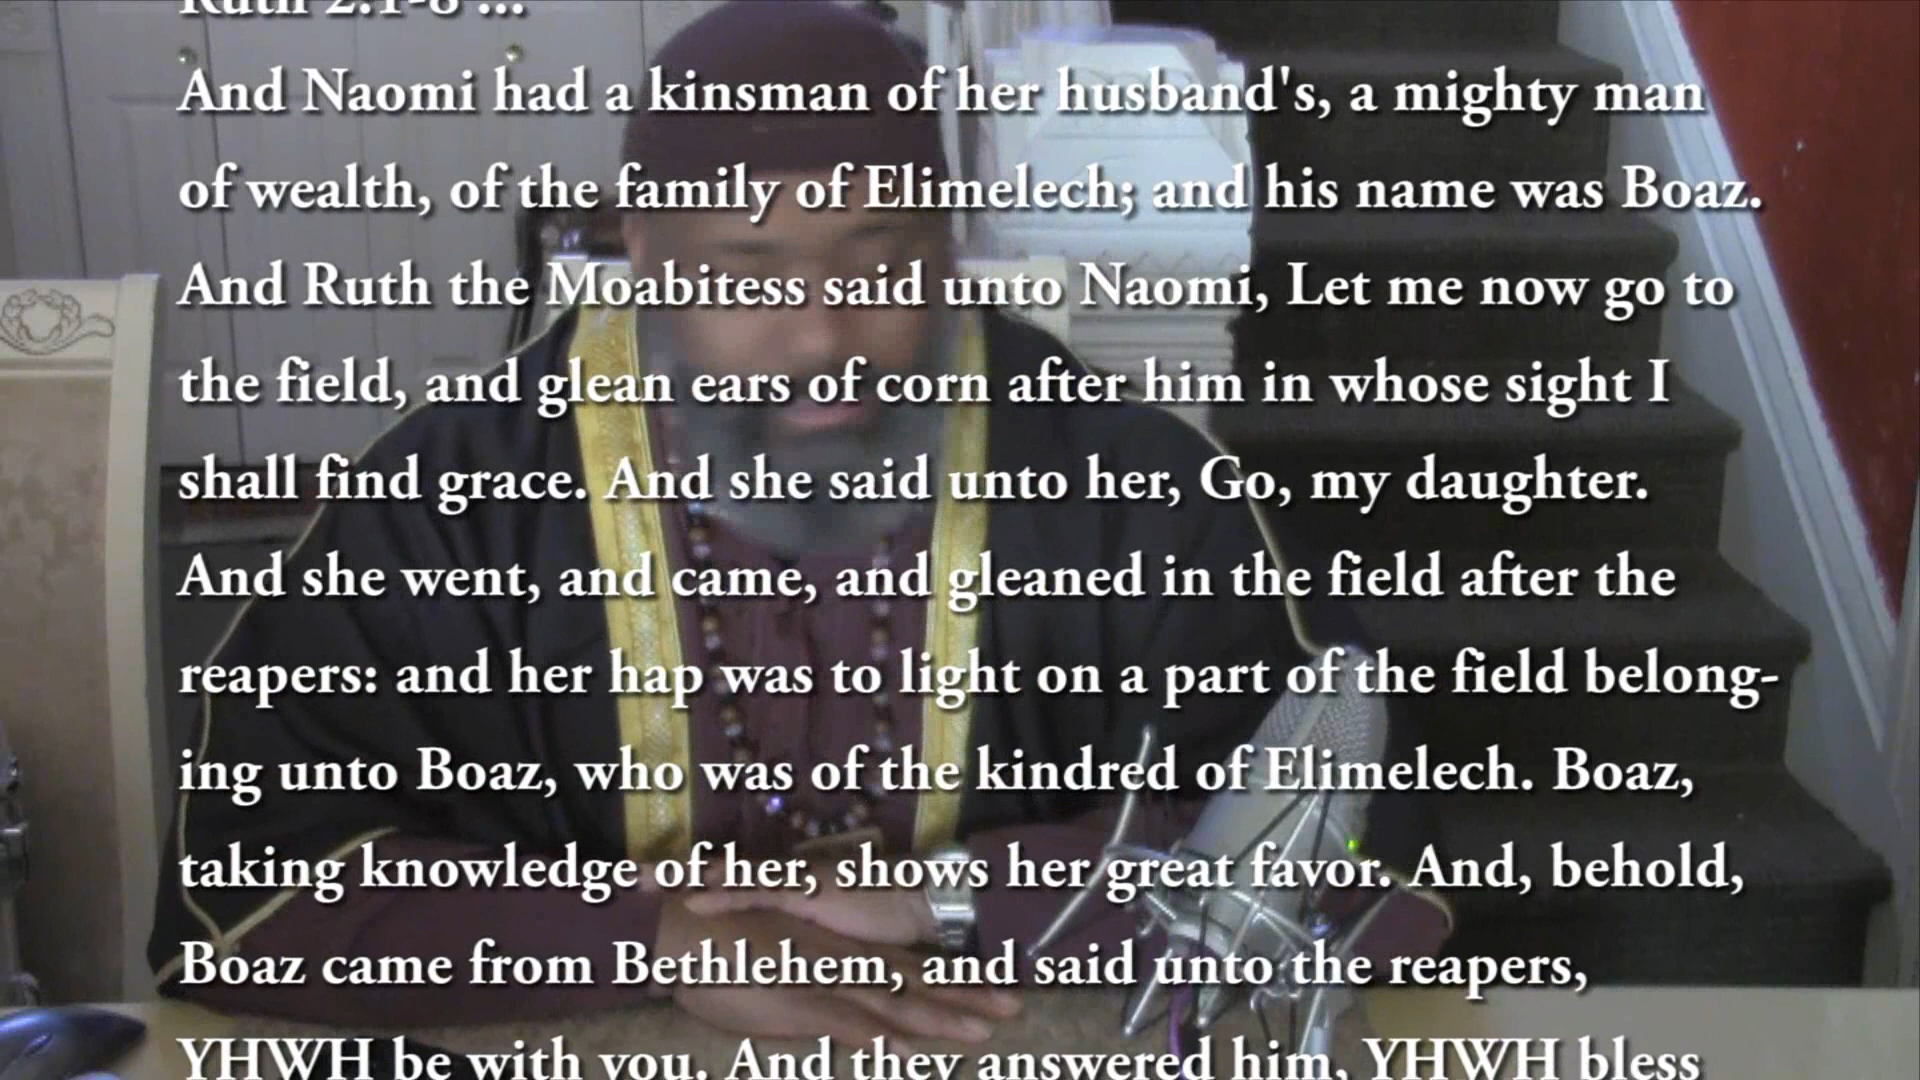 Ruth 2:1-8 ...
And Naomi had a kinsman of her husband's, a mighty man
of wealth, of the family of Elimelech; and his name was Boaz.
And Ruth the Moabitess said unto Naomi, Let me now go to
the field, and glean ears of corn after him in whose sight I
shall find grace. And she said unto her, Go, my daughter.
And she went, and came, and gleaned in the field after the
reapers: and her hap was to light on a part of the field belong-
ing unto Boaz, who was of the kindred of Elimelech. Boaz,
taking knowledge of her, shows her great favor. And, behold,
Boaz came from Bethlehem, and said unto the reapers,
YHWH be with you. And they answered him, YHWH bless